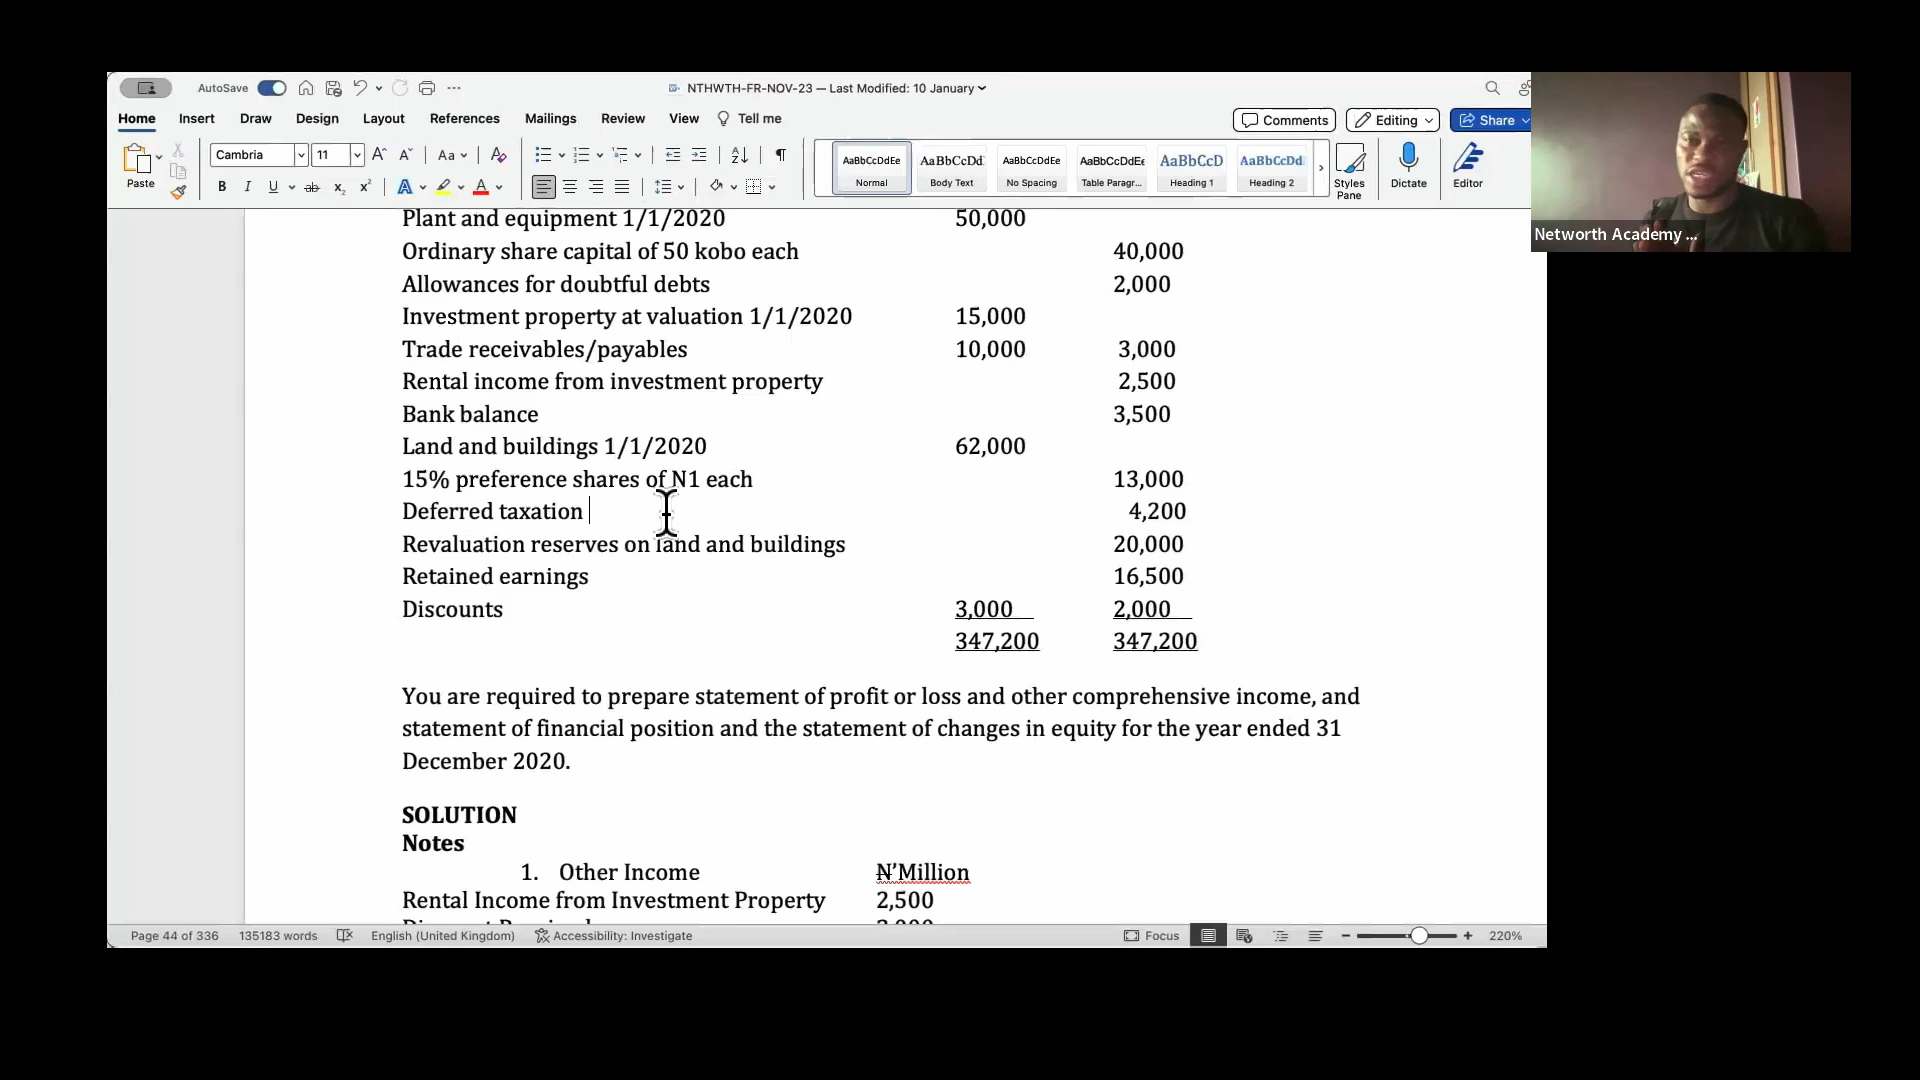 AutoSave
NTHWTH-FR-NOV-23 — Last Modified: 10 January
Home Insert Draw Design Layout References Mailings Review View Tell me
Comments Editing Share
Paste
Cambria 11
AaBbCcDdEe AaBbCcDd AaBbCcDdEe AaBbCcDdEe AaBbCcD AaBbCcDd
Normal Body Text No Spacing Table Paragr... Heading 1 Heading 2
Styles Pane
Dictate
Editor
Networth Academy ...
Plant and equipment 1/1/2020 50,000
Ordinary share capital of 50 kobo each 40,000
Allowances for doubtful debts 2,000
Investment property at valuation 1/1/2020 15,000
Trade receivables/payables 10,000 3,000
Rental income from investment property 2,500
Bank balance 3,500
Land and buildings 1/1/2020 62,000
15% preference shares of N1 each 13,000
Deferred taxation 4,200
Revaluation reserves on land and buildings 20,000
Retained earnings 16,500
Discounts 3,000 2,000
347,200 347,200
You are required to prepare statement of profit or loss and other comprehensive income, and
statement of financial position and the statement of changes in equity for the year ended 31
December 2020.
SOLUTION
Notes
1. Other Income ₦'Million
Rental Income from Investment Property 2,500
Page 44 of 336 135183 words English (United Kingdom) Accessibility: Investigate Focus 220%